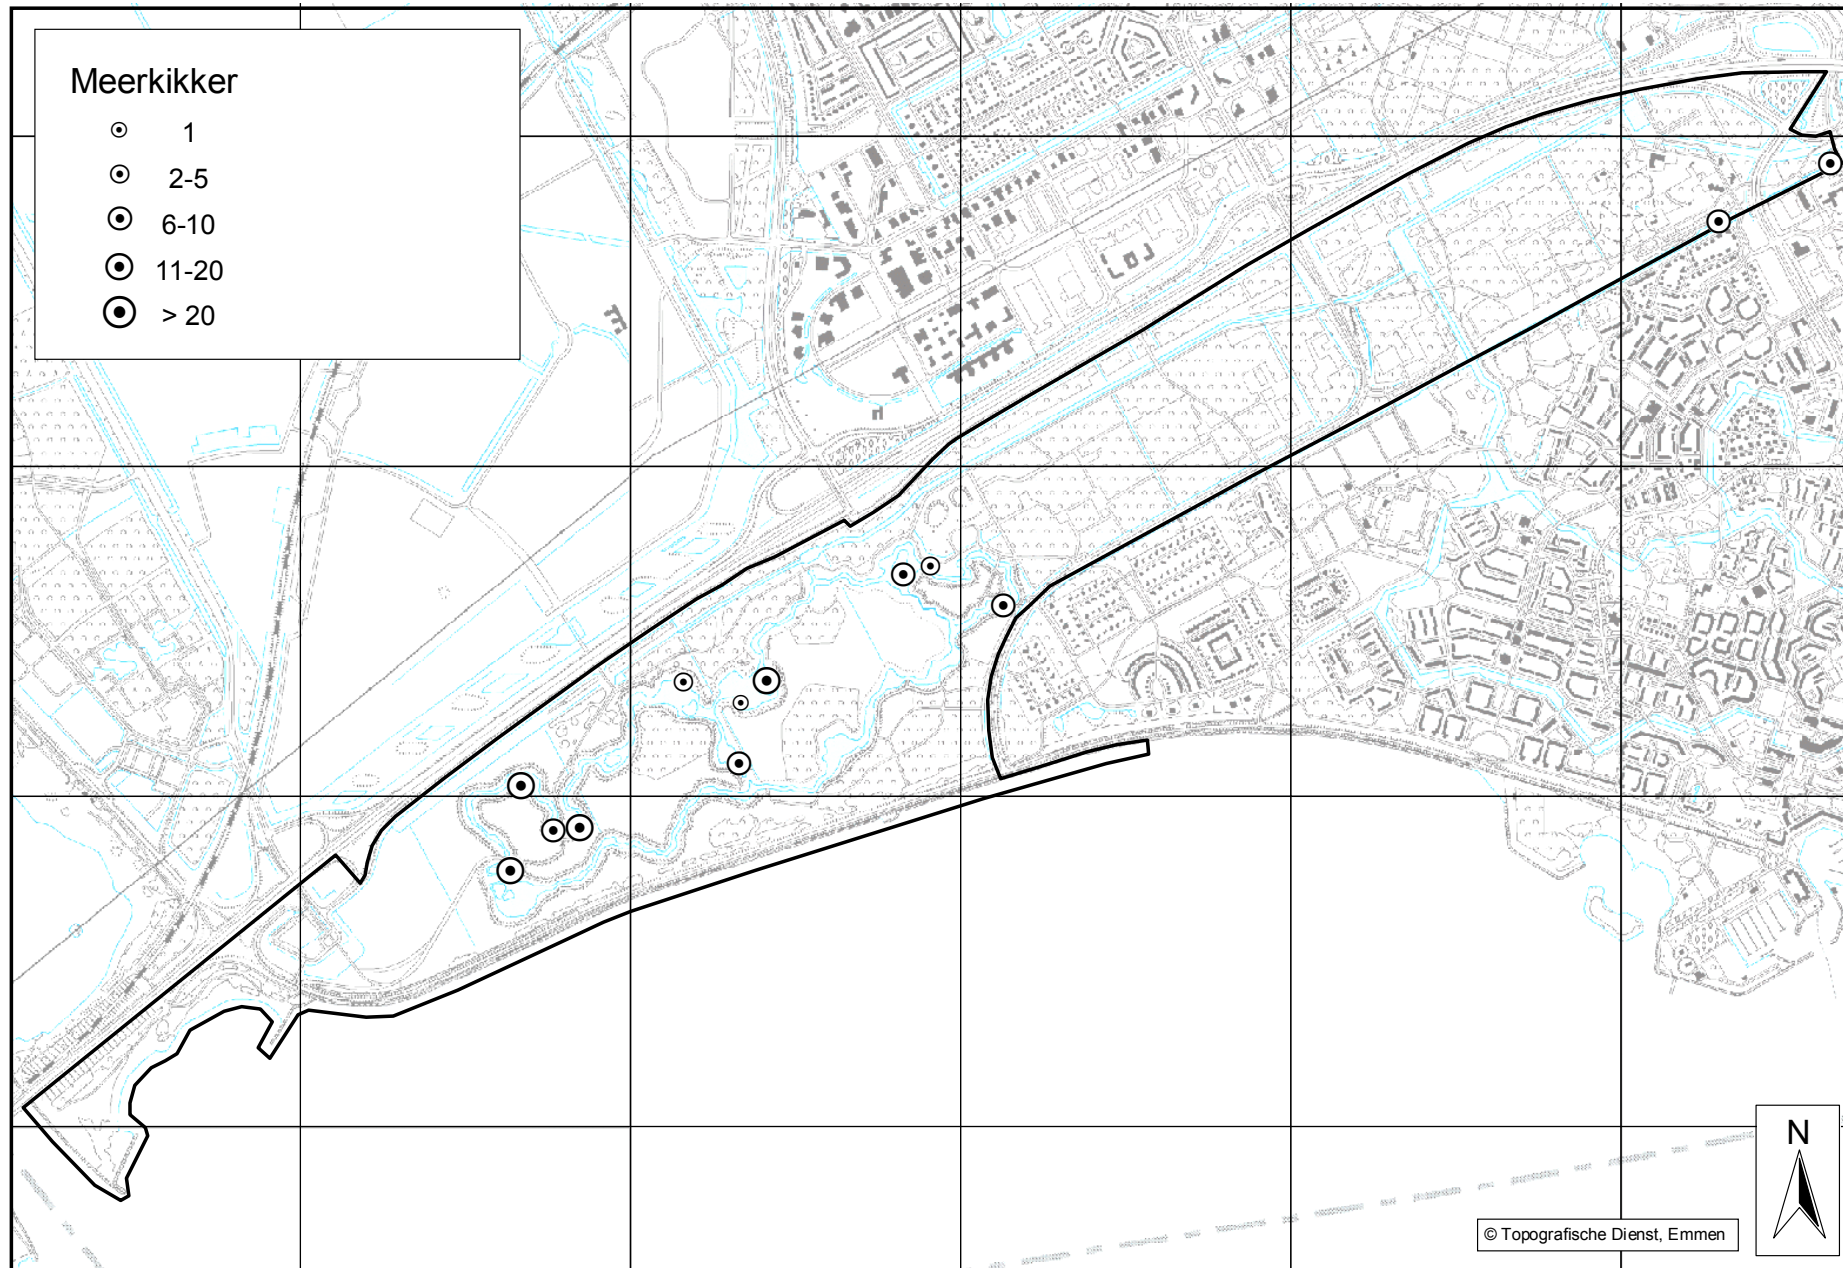 Meerkikker
1
2-5
6-10
11-20
> 20
N
© Topografische Dienst, Emmen